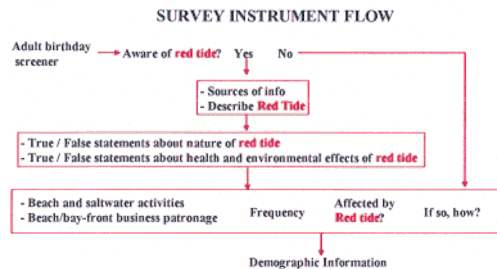 SURVEY INSTRUMENT FLOW
Adult birthday screener
Aware of red tide? Yes No
- Sources of info
- Describe Red Tide
- True / False statements about nature of red tide
- True / False statements about health and environmental effects of red tide
- Beach and saltwater activities
- Beach/bay-front business patronage
Frequency
Affected by Red tide?
If so, how?
Demographic Information